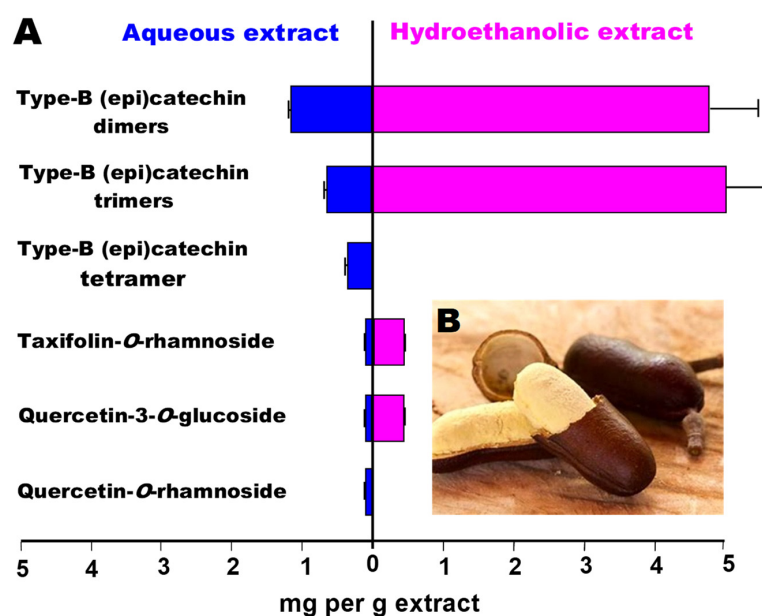 A
Aqueous extract
Hydroethanolic extract
Type-B (epi)catechin
dimers
Type-B (epi)catechin
trimers
Type-B (epi)catechin
tetramer
B
Taxifolin-O-rhamnoside
Quercetin-3-O-glucoside
Quercetin-O-rhamnoside
5 4 3 2 1 0 1 2 3 4 5
mg per g extract